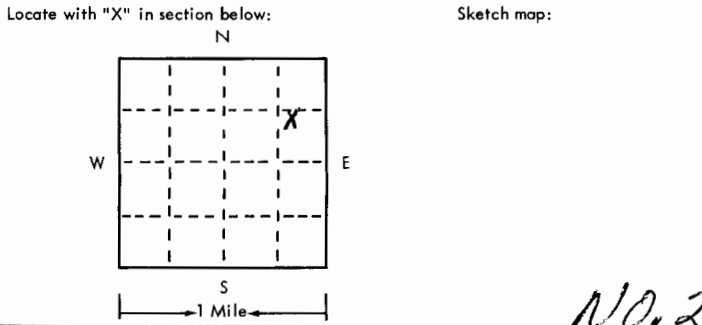 Locate with "X" in section below:
Sketch map:
N
X
W
E
S
1 Mile
No. 2